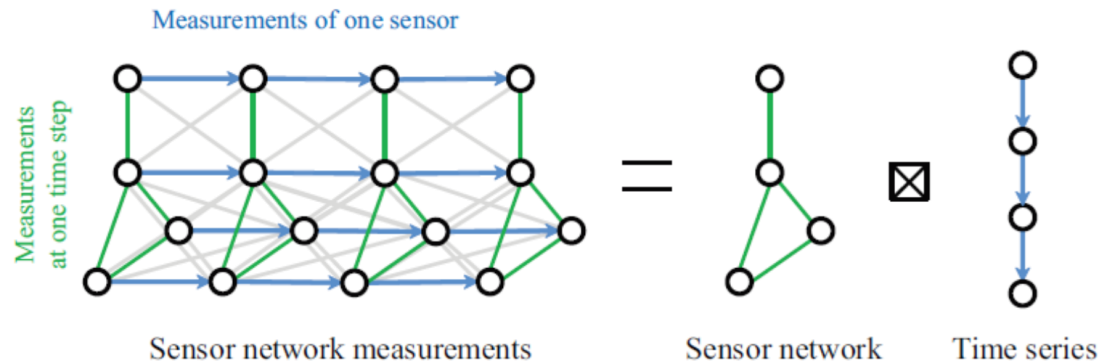 Measurements of one sensor
Measurements
at one time step
Sensor network measurements
Sensor network
Time series